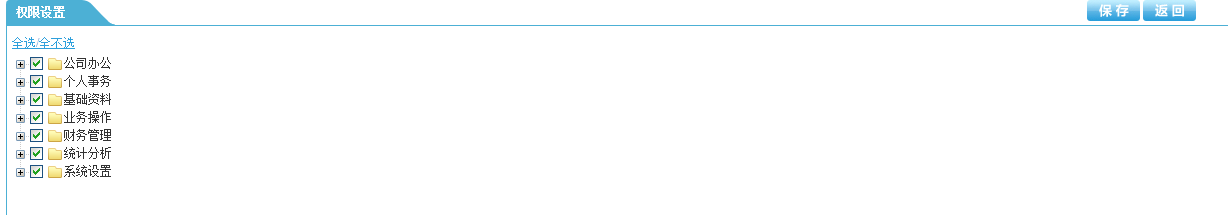 权限设置 保存 返回
全选/全不选
公司办公
个人事务
基础资料
业务操作
财务管理
统计分析
系统设置